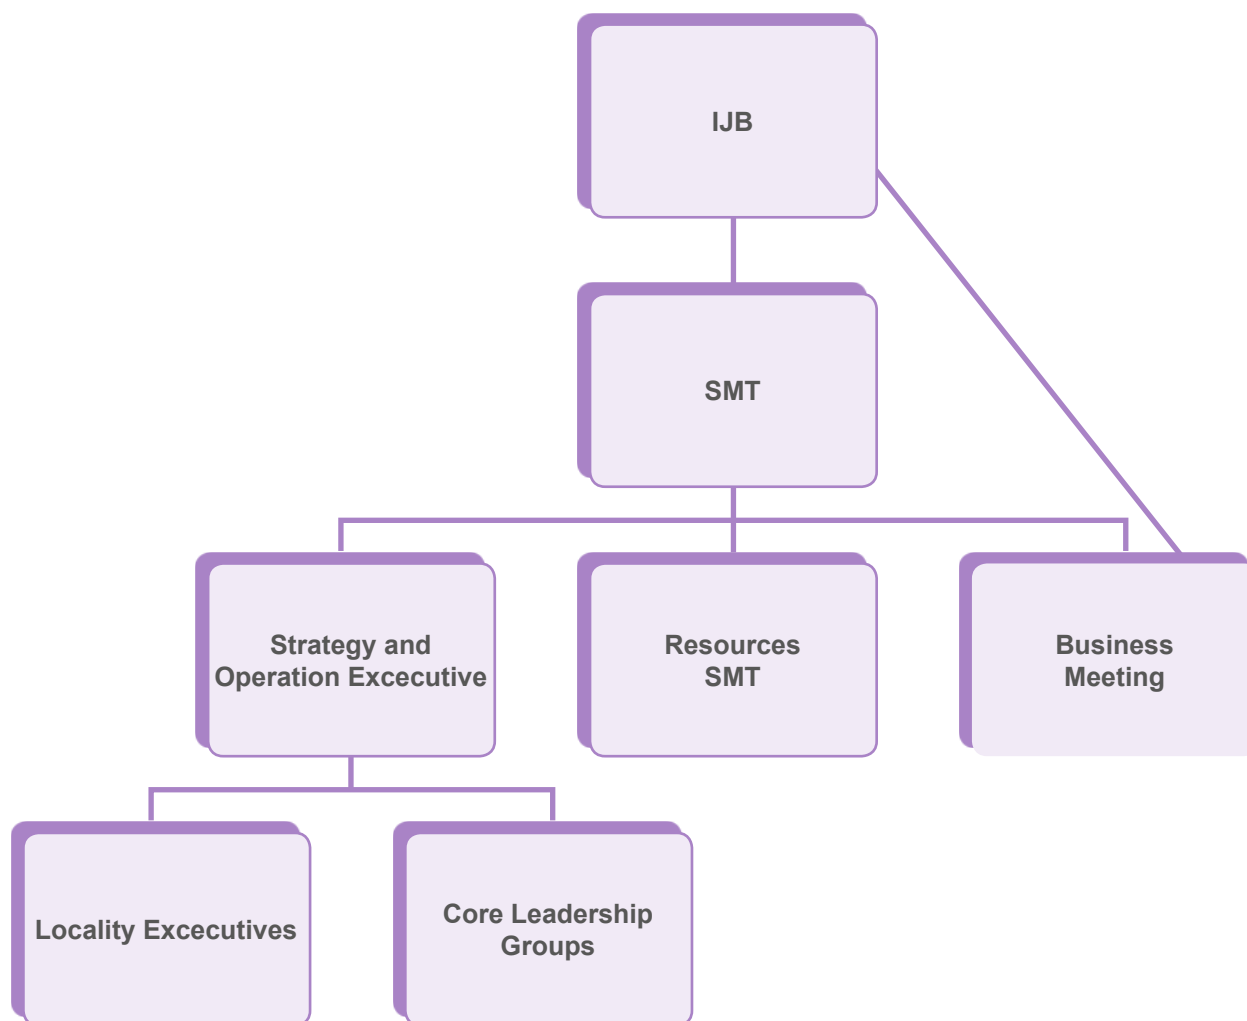 IJB
SMT
Strategy and
Operation Excecutive
Resources
SMT
Business
Meeting
Locality Excecutives
Core Leadership
Groups